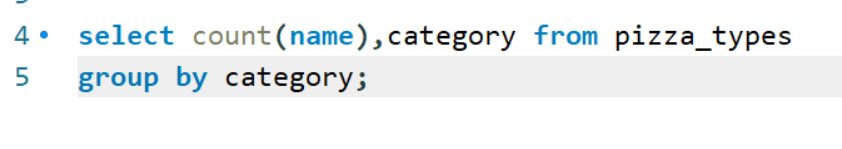 4 select count(name),category from pizza_types
5 group by category;